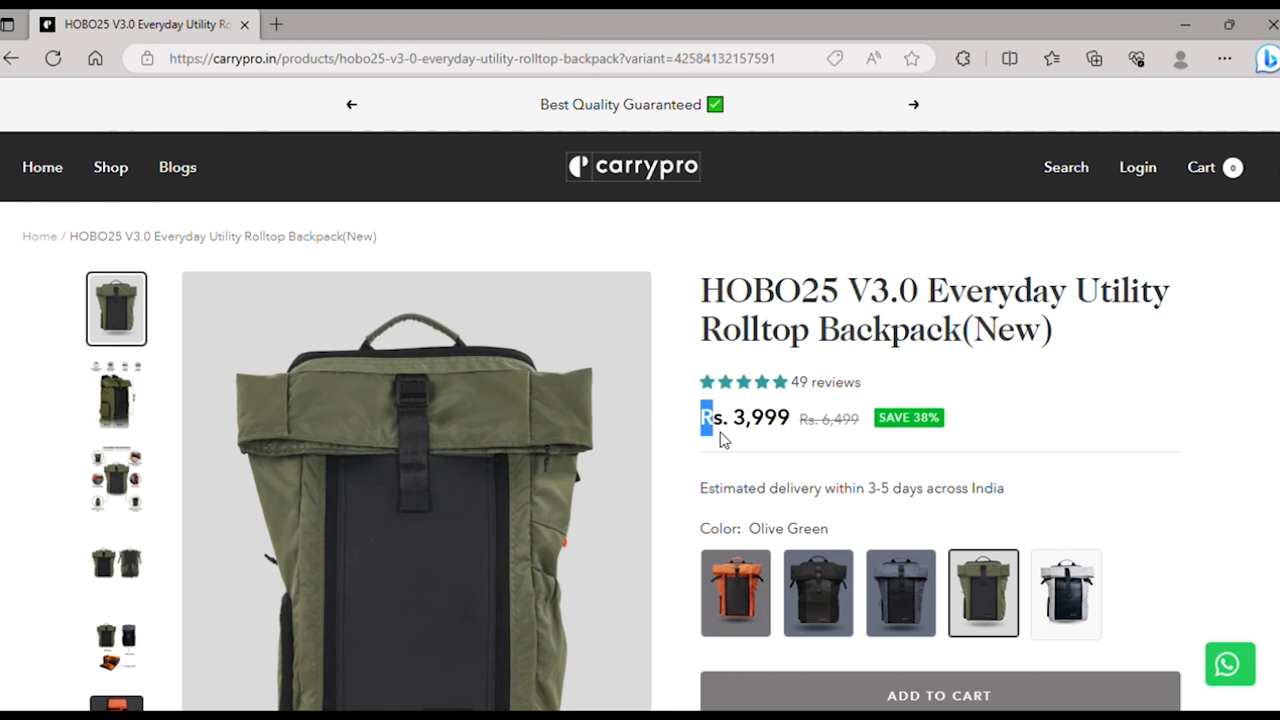 HOBO25 V3.0 Everyday Utility Ro
https://carrypro.in/products/hobo25-v3-0-everyday-utility-rolltop-backpack?variant=42584132157591
Best Quality Guaranteed ✅
Home Shop Blogs
carrypro
Search Login Cart 0
Home / HOBO25 V3.0 Everyday Utility Rolltop Backpack(New)
HOBO25 V3.0 Everyday Utility
Rolltop Backpack(New)
49 reviews
Rs. 3,999 Rs. 6,499 SAVE 38%
Estimated delivery within 3-5 days across India
Color: Olive Green
ADD TO CART